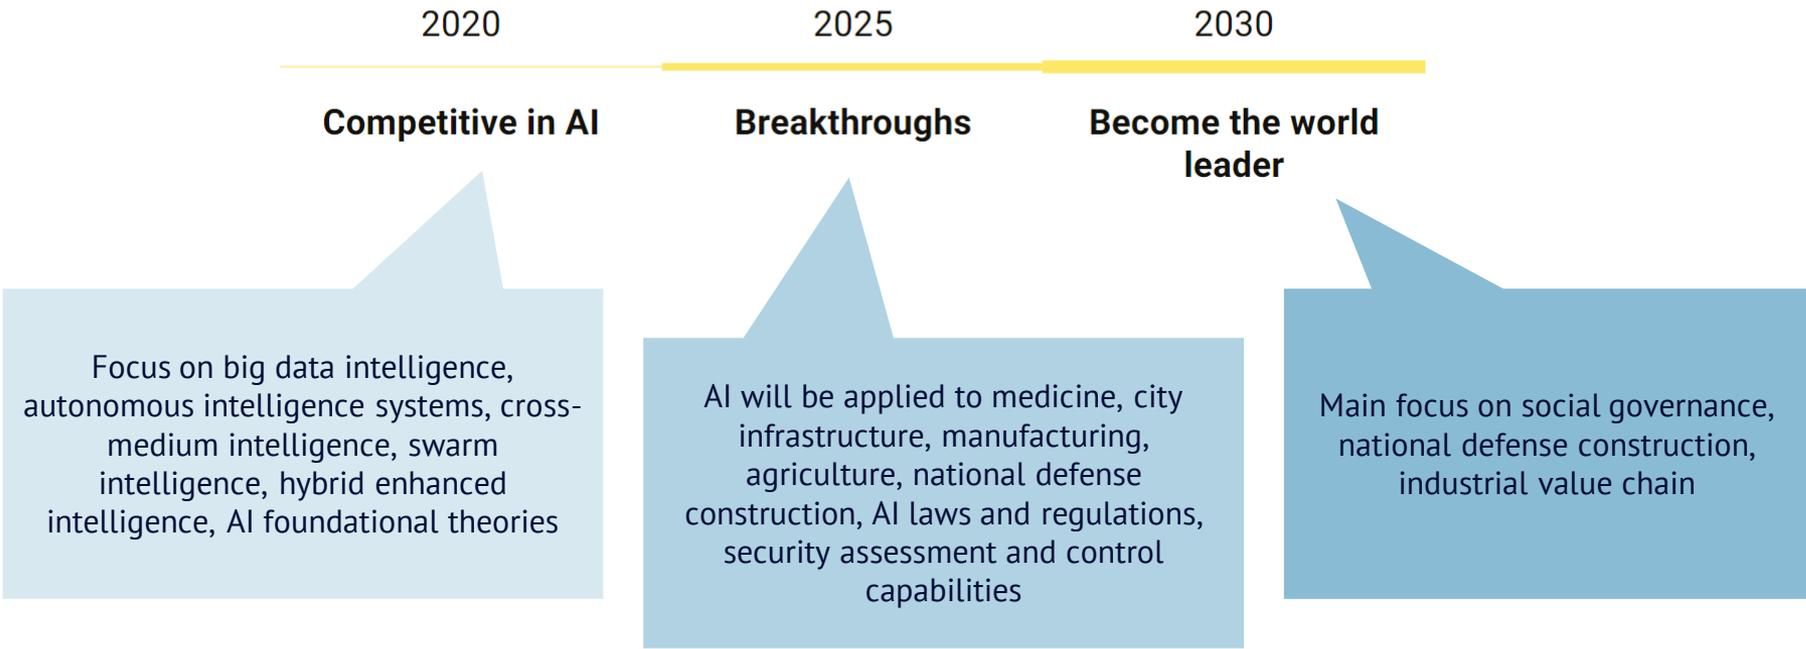 2020
2025
2030
Competitive in AI
Breakthroughs
Become the world
leader
Focus on big data intelligence,
autonomous intelligence systems, cross-
medium intelligence, swarm
intelligence, hybrid enhanced
intelligence, AI foundational theories
AI will be applied to medicine, city
infrastructure, manufacturing,
agriculture, national defense
construction, AI laws and regulations,
security assessment and control
capabilities
Main focus on social governance,
national defense construction,
industrial value chain